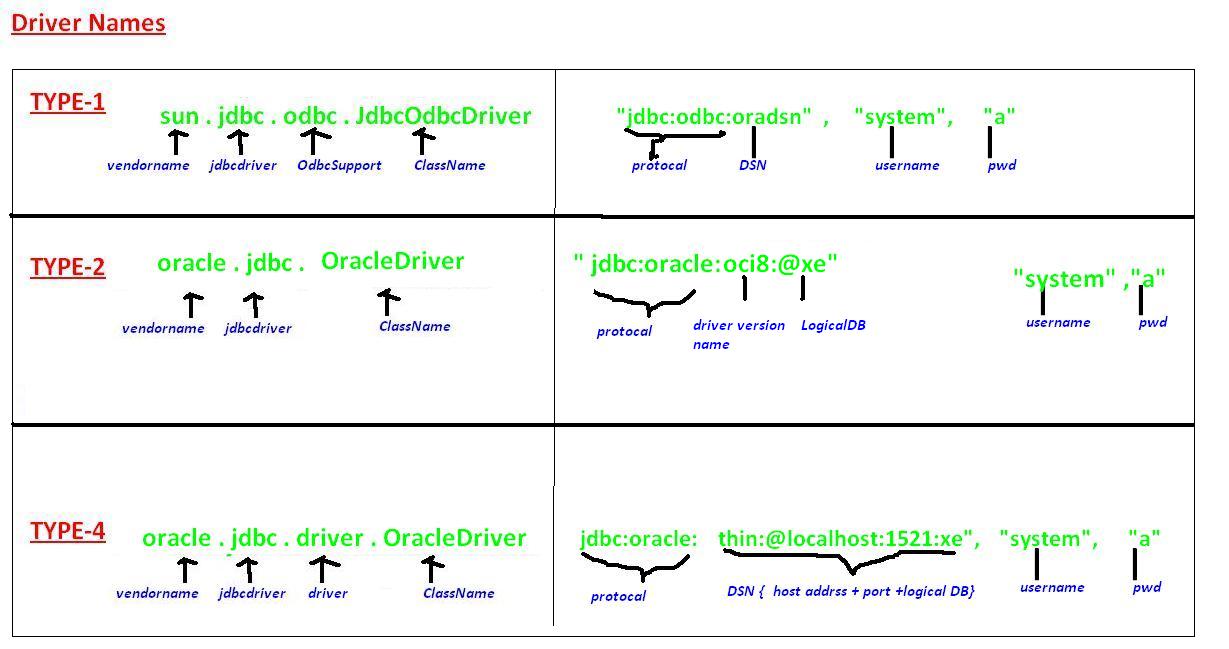 Driver Names
TYPE-1
sun . jdbc . odbc . JdbcOdbcDriver
vendorname jdbcdriver OdbcSupport ClassName
"jdbc:odbc:oradsn" , "system", "a"
protocal DSN username pwd
TYPE-2
oracle . jdbc . OracleDriver
vendorname jdbcdriver ClassName
" jdbc:oracle:oci8:@xe" "system" ,"a"
protocal driver version name LogicalDB username pwd
TYPE-4
oracle . jdbc . driver . OracleDriver
vendorname jdbcdriver driver ClassName
jdbc:oracle: thin:@localhost:1521:xe", "system", "a"
protocal DSN { host addrss + port +logical DB} username pwd